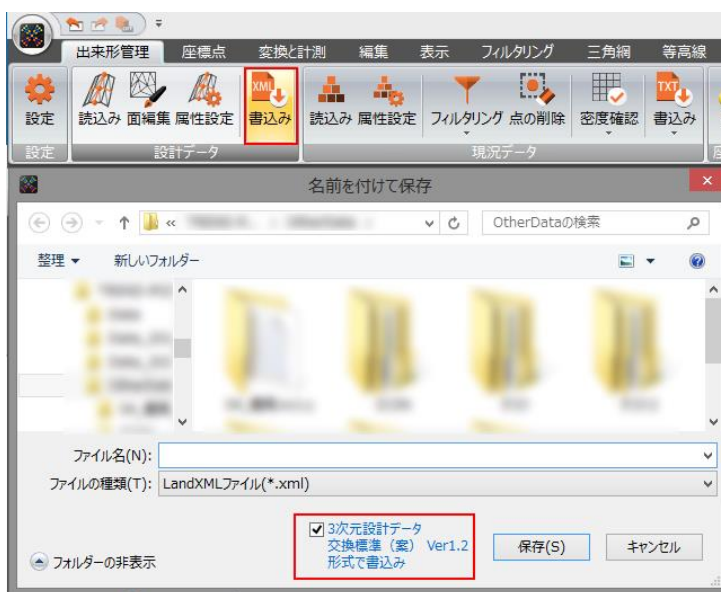 出来形管理 座標点 変換と計測 編集 表示 フィルタリング 三角網 等高線
XML
TXT
設定 読込み 面編集 属性設定 書込み 読込み 属性設定 フィルタリング 点の削除 密度確認 書込み
設定 設計データ 現況データ
名前を付けて保存
OtherDataの検索
整理 新しいフォルダー
ファイル名(N):
ファイルの種類(T): LandXMLファイル(*.xml)
3次元設計データ
交換標準（案） Ver1.2
形式で書込み
保存(S) キャンセル
フォルダーの非表示